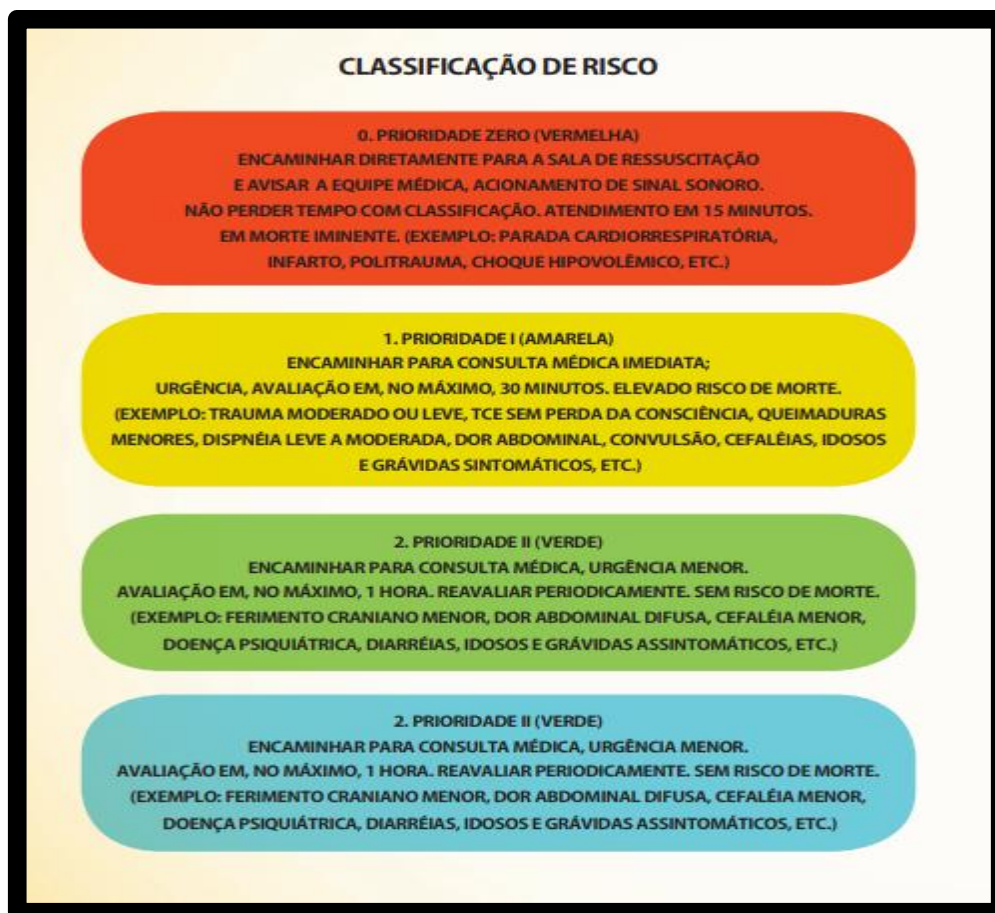 CLASSIFICAÇÃO DE RISCO
0. PRIORIDADE ZERO (VERMELHA)
ENCAMINHAR DIRETAMENTE PARA A SALA DE RESSUSCITAÇÃO
E AVISAR A EQUIPE MÉDICA, ACIONAMENTO DE SINAL SONORO.
NÃO PERDER TEMPO COM CLASSIFICAÇÃO. ATENDIMENTO EM 15 MINUTOS.
EM MORTE IMINENTE. (EXEMPLO: PARADA CARDIORRESPIRATÓRIA,
INFARTO, POLITRAUMA, CHOQUE HIPOVOLÊMICO, ETC.)
1. PRIORIDADE I (AMARELA)
ENCAMINHAR PARA CONSULTA MÉDICA IMEDIATA;
URGÊNCIA, AVALIAÇÃO EM, NO MÁXIMO, 30 MINUTOS. ELEVADO RISCO DE MORTE.
(EXEMPLO: TRAUMA MODERADO OU LEVE, TCE SEM PERDA DA CONSCIÊNCIA, QUEIMADURAS
MENORES, DISPNÉIA LEVE A MODERADA, DOR ABDOMINAL, CONVULSÃO, CEFALÉIAS, IDOSOS
E GRÁVIDAS SINTOMÁTICOS, ETC.)
2. PRIORIDADE II (VERDE)
ENCAMINHAR PARA CONSULTA MÉDICA, URGÊNCIA MENOR.
AVALIAÇÃO EM, NO MÁXIMO, 1 HORA. REAVALIAR PERIODICAMENTE. SEM RISCO DE MORTE.
(EXEMPLO: FERIMENTO CRANIANO MENOR, DOR ABDOMINAL DIFUSA, CEFALÉIA MENOR,
DOENÇA PSIQUIÁTRICA, DIARRÉIAS, IDOSOS E GRÁVIDAS ASSINTOMÁTICOS, ETC.)
2. PRIORIDADE II (VERDE)
ENCAMINHAR PARA CONSULTA MÉDICA, URGÊNCIA MENOR.
AVALIAÇÃO EM, NO MÁXIMO, 1 HORA. REAVALIAR PERIODICAMENTE. SEM RISCO DE MORTE.
(EXEMPLO: FERIMENTO CRANIANO MENOR, DOR ABDOMINAL DIFUSA, CEFALÉIA MENOR,
DOENÇA PSIQUIÁTRICA, DIARRÉIAS, IDOSOS E GRÁVIDAS ASSINTOMÁTICOS, ETC.)